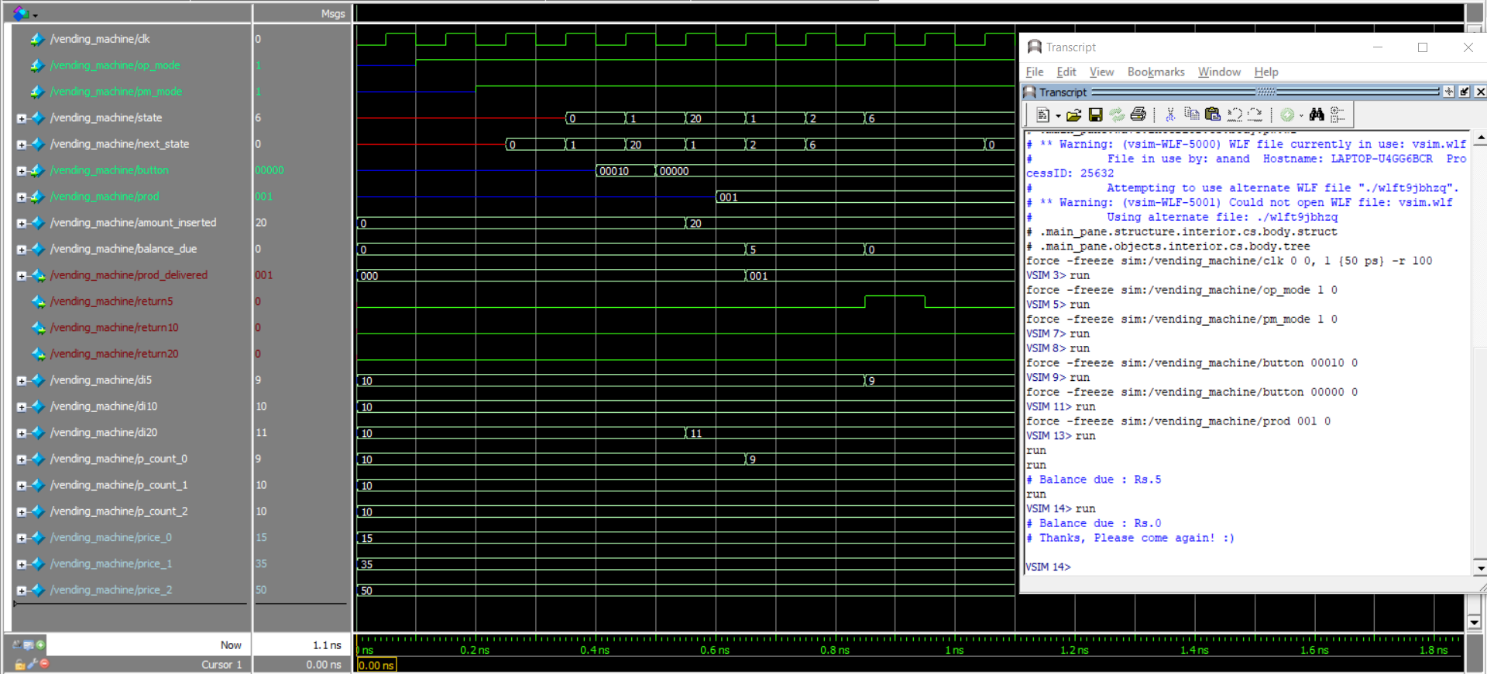 Msgs
/vending_machine/clk 0
/vending_machine/op_mode 1
/vending_machine/pm_mode 1
/vending_machine/state 6 0 1 20 1 2 6
/vending_machine/next_state 0 0 1 20 1 2 6 0
/vending_machine/button 00000 00010 00000
/vending_machine/prod 001 001
/vending_machine/amount_inserted 20 0 20
/vending_machine/balance_due 0 0 5 0
/vending_machine/prod_delivered 001 000 001
/vending_machine/return5 0
/vending_machine/return10 0
/vending_machine/return20 0
/vending_machine/di5 9 10 9
/vending_machine/di10 10 10
/vending_machine/di20 11 10 11
/vending_machine/p_count_0 9 10 9
/vending_machine/p_count_1 10 10
/vending_machine/p_count_2 10 10
/vending_machine/price_0 15 15
/vending_machine/price_1 35 35
/vending_machine/price_2 50 50
Now 1.1 ns ns 0.2 ns 0.4 ns 0.6 ns 0.8 ns 1 ns 1.2 ns 1.4 ns 1.6 ns 1.8 ns
Cursor 1 0.00 ns 0.00 ns
Transcript
File Edit View Bookmarks Window Help
Transcript
# ** Warning: (vsim-WLF-5000) WLF file currently in use: vsim.wlf
# File in use by: anand Hostname: LAPTOP-U4GG6BCR Pro
cessID: 25632
# Attempting to use alternate WLF file "./wlft9jbhzq".
# ** Warning: (vsim-WLF-5001) Could not open WLF file: vsim.wlf
# Using alternate file: ./wlft9jbhzq
# .main_pane.structure.interior.cs.body.struct
# .main_pane.objects.interior.cs.body.tree
force -freeze sim:/vending_machine/clk 0 0, 1 {50 ps} -r 100
VSIM 3> run
force -freeze sim:/vending_machine/op_mode 1 0
VSIM 5> run
force -freeze sim:/vending_machine/pm_mode 1 0
VSIM 7> run
VSIM 8> run
force -freeze sim:/vending_machine/button 00010 0
VSIM 9> run
force -freeze sim:/vending_machine/button 00000 0
VSIM 11> run
force -freeze sim:/vending_machine/prod 001 0
VSIM 13> run
run
run
# Balance due : Rs.5
run
VSIM 14> run
# Balance due : Rs.0
# Thanks, Please come again! :)
VSIM 14>